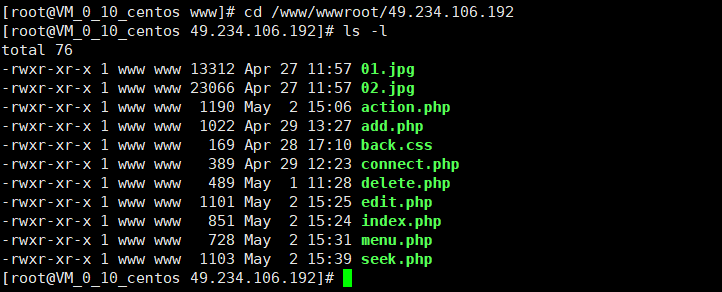 [root@VM_0_10_centos www]# cd /www/wwwroot/49.234.106.192
[root@VM_0_10_centos 49.234.106.192]# ls -l
total 76
-rwxr-xr-x 1 www www 13312 Apr 27 11:57 01.jpg
-rwxr-xr-x 1 www www 23066 Apr 27 11:57 02.jpg
-rwxr-xr-x 1 www www  1190 May  2 15:06 action.php
-rwxr-xr-x 1 www www  1022 Apr 29 13:27 add.php
-rwxr-xr-x 1 www www   169 Apr 28 17:10 back.css
-rwxr-xr-x 1 www www   389 Apr 29 12:23 connect.php
-rwxr-xr-x 1 www www   489 May  1 11:28 delete.php
-rwxr-xr-x 1 www www  1101 May  2 15:25 edit.php
-rwxr-xr-x 1 www www   851 May  2 15:24 index.php
-rwxr-xr-x 1 www www   728 May  2 15:31 menu.php
-rwxr-xr-x 1 www www  1103 May  2 15:39 seek.php
[root@VM_0_10_centos 49.234.106.192]#